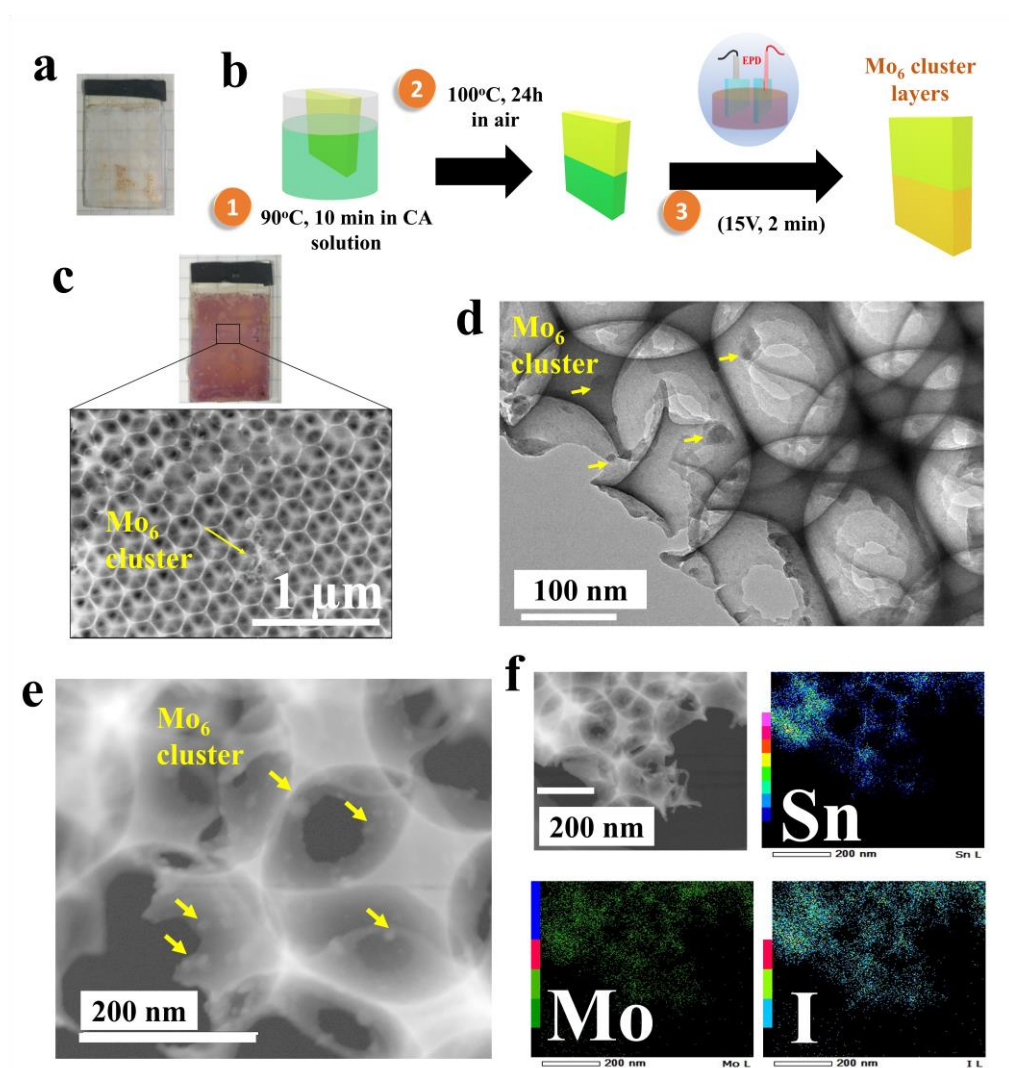 a
b
2
100°C, 24h
in air
EPD
Mo₆ cluster
layers
1
90°C, 10 min in CA
solution
3
(15V, 2 min)
c
Mo₆
cluster
1 µm
d
Mo₆
cluster
100 nm
e
Mo₆
cluster
200 nm
f
200 nm
Sn
200 nm
Sn L
Mo
200 nm
Mo L
I
200 nm
I L